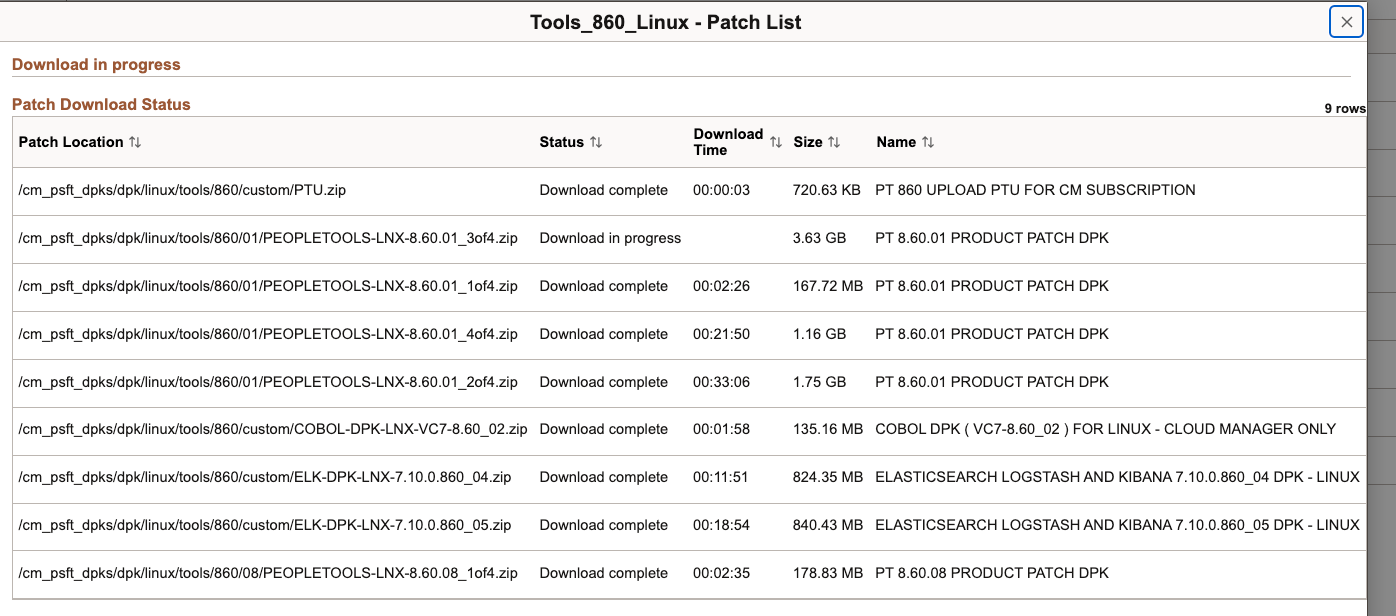 Tools_860_Linux - Patch List
Download in progress
Patch Download Status
9 rows
Patch Location Status Download Time Size Name
/cm_psft_dpks/dpk/linux/tools/860/custom/PTU.zip Download complete 00:00:03 720.63 KB PT 860 UPLOAD PTU FOR CM SUBSCRIPTION
/cm_psft_dpks/dpk/linux/tools/860/01/PEOPLETOOLS-LNX-8.60.01_3of4.zip Download in progress 3.63 GB PT 8.60.01 PRODUCT PATCH DPK
/cm_psft_dpks/dpk/linux/tools/860/01/PEOPLETOOLS-LNX-8.60.01_1of4.zip Download complete 00:02:26 167.72 MB PT 8.60.01 PRODUCT PATCH DPK
/cm_psft_dpks/dpk/linux/tools/860/01/PEOPLETOOLS-LNX-8.60.01_4of4.zip Download complete 00:21:50 1.16 GB PT 8.60.01 PRODUCT PATCH DPK
/cm_psft_dpks/dpk/linux/tools/860/01/PEOPLETOOLS-LNX-8.60.01_2of4.zip Download complete 00:33:06 1.75 GB PT 8.60.01 PRODUCT PATCH DPK
/cm_psft_dpks/dpk/linux/tools/860/custom/COBOL-DPK-LNX-VC7-8.60_02.zip Download complete 00:01:58 135.16 MB COBOL DPK ( VC7-8.60_02 ) FOR LINUX - CLOUD MANAGER ONLY
/cm_psft_dpks/dpk/linux/tools/860/custom/ELK-DPK-LNX-7.10.0.860_04.zip Download complete 00:11:51 824.35 MB ELASTICSEARCH LOGSTASH AND KIBANA 7.10.0.860_04 DPK - LINUX
/cm_psft_dpks/dpk/linux/tools/860/custom/ELK-DPK-LNX-7.10.0.860_05.zip Download complete 00:18:54 840.43 MB ELASTICSEARCH LOGSTASH AND KIBANA 7.10.0.860_05 DPK - LINUX
/cm_psft_dpks/dpk/linux/tools/860/08/PEOPLETOOLS-LNX-8.60.08_1of4.zip Download complete 00:02:35 178.83 MB PT 8.60.08 PRODUCT PATCH DPK